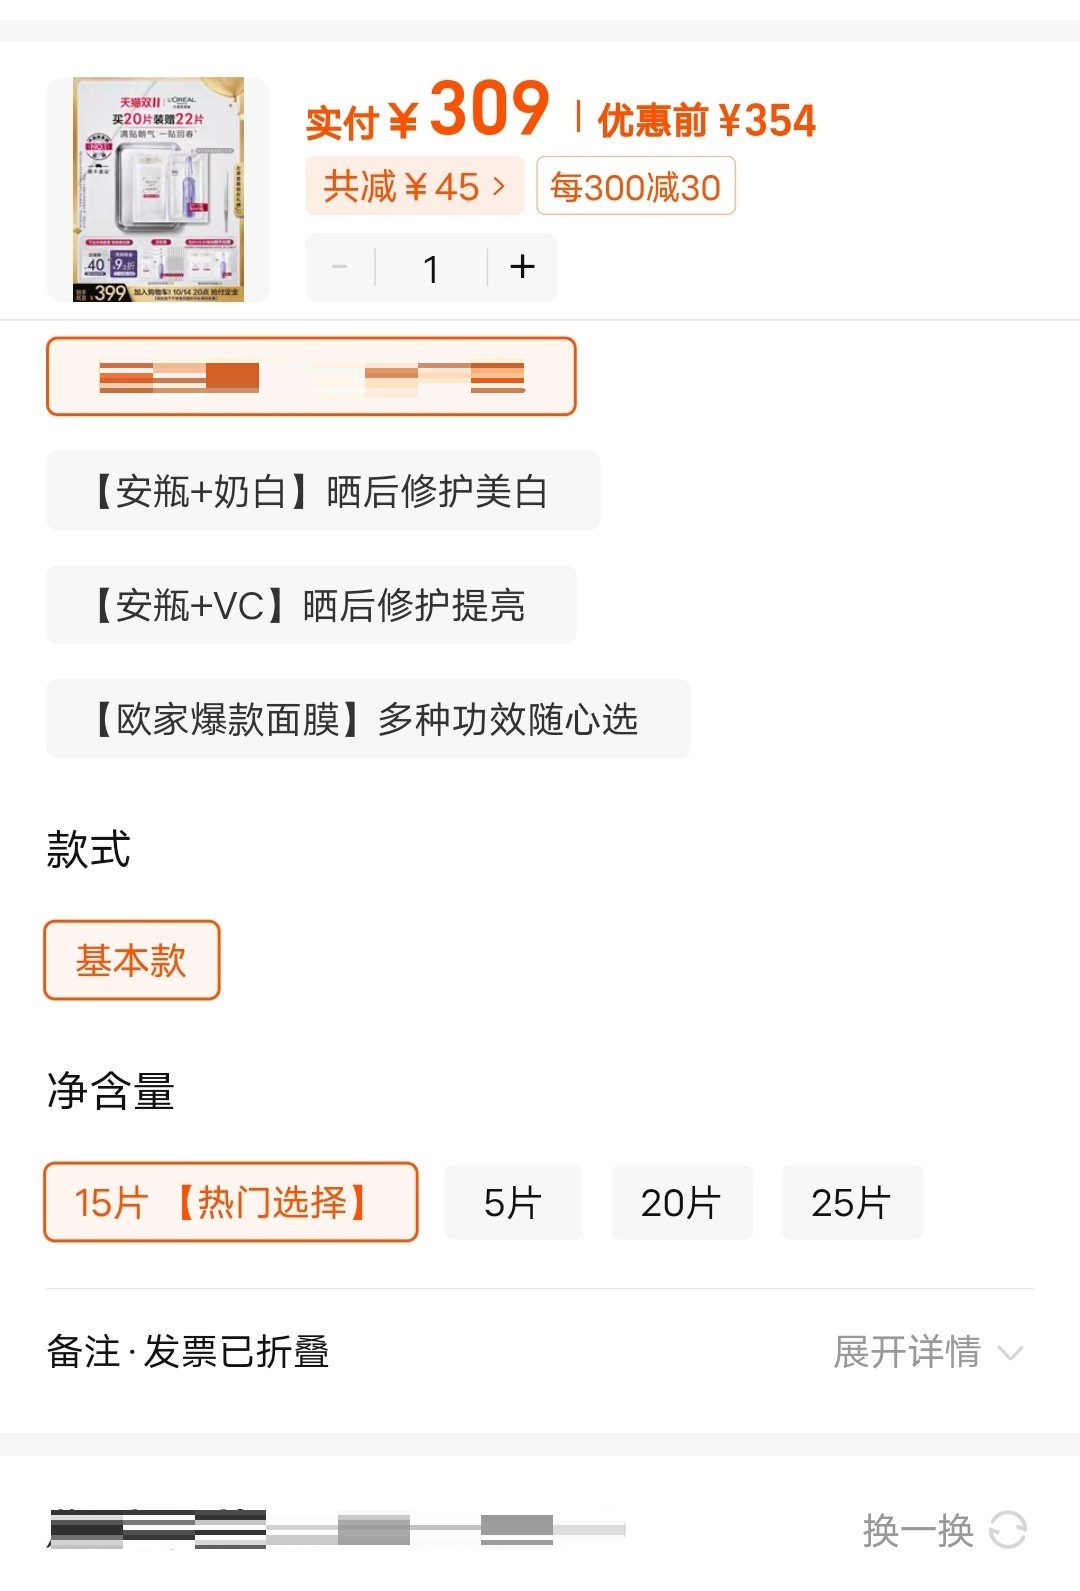 天猫双11 L'OREAL
买20片装赠22片
满贴朝气 一贴回春
NO.1
40 9.3折
¥399 加入购物车! 10/14 20点 抢付定金
实付¥309 | 优惠前¥354
共减¥45 > 每300减30
- 1 +
【安瓶+奶白】晒后修护美白
【安瓶+VC】晒后修护提亮
【欧家爆款面膜】多种功效随心选
款式
基本款
净含量
15片【热门选择】 5片 20片 25片
备注·发票已折叠 展开详情
换一换